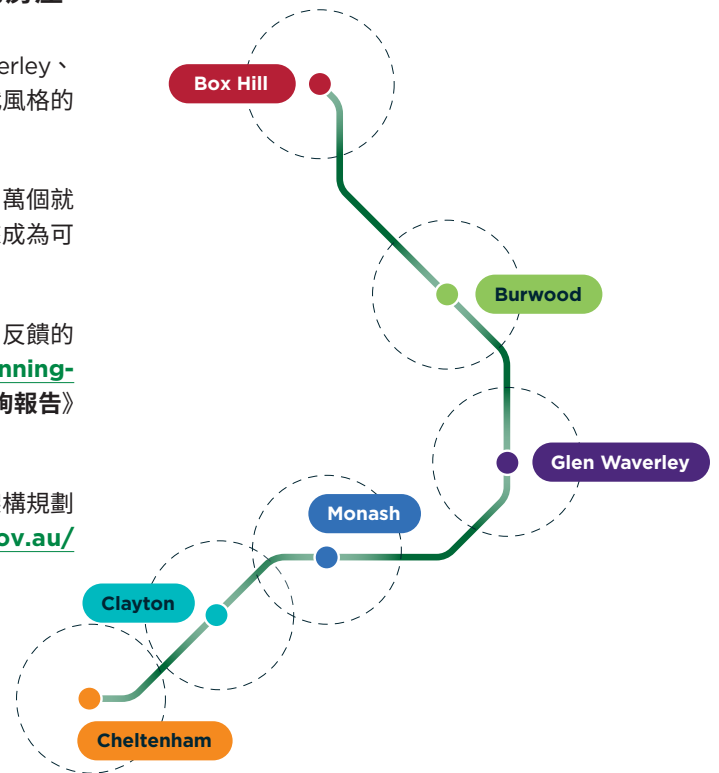 erley、
風格的
萬個就
成為可
反饋的
nning-
詢報告》
構規劃
ov.au/
Box Hill
Burwood
Glen Waverley
Monash
Clayton
Cheltenham